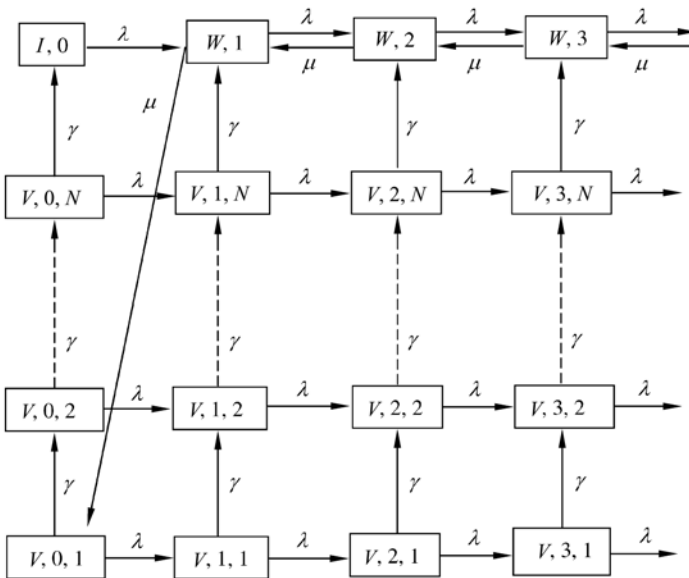 λ λ λ
I, 0 λ W, 1 W, 2 W, 3
μ μ μ
μ
γ γ γ γ
V, 0, N λ V, 1, N λ V, 2, N λ V, 3, N λ
γ γ γ γ
V, 0, 2 λ V, 1, 2 λ V, 2, 2 λ V, 3, 2 λ
γ γ γ γ
V, 0, 1 λ V, 1, 1 λ V, 2, 1 λ V, 3, 1 λ